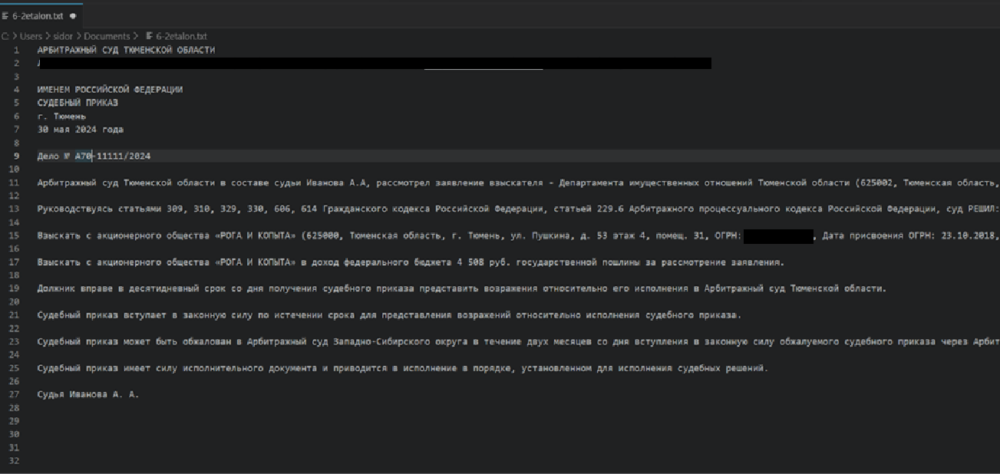 6-2etalon.txt ●
C: > Users > sidor > Documents > 6-2etalon.txt
1 АРБИТРАЖНЫЙ СУД ТЮМЕНСКОЙ ОБЛАСТИ
2
3
4 ИМЕНЕМ РОССИЙСКОЙ ФЕДЕРАЦИИ
5 СУДЕБНЫЙ ПРИКАЗ
6 г. Тюмень
7 30 мая 2024 года
8
9 Дело № А70-11111/2024
10
11 Арбитражный суд Тюменской области в составе судьи Иванова А.А, рассмотрел заявление взыскателя - Департамента имущественных отношений Тюменской области (625002, Тюменская область,
12
13 Руководствуясь статьями 309, 310, 329, 330, 606, 614 Гражданского кодекса Российской Федерации, статьей 229.6 Арбитражного процессуального кодекса Российской Федерации, суд РЕШИЛ:
14
15 Взыскать с акционерного общества «РОГА И КОПЫТА» (625000, Тюменская область, г. Тюмень, ул. Пушкина, д. 53 этаж 4, помещ. 31, ОГРН: , Дата присвоения ОГРН: 23.10.2018,
16
17 Взыскать с акционерного общества «РОГА И КОПЫТА» в доход федерального бюджета 4 508 руб. государственной пошлины за рассмотрение заявления.
18
19 Должник вправе в десятидневный срок со дня получения судебного приказа представить возражения относительно его исполнения в Арбитражный суд Тюменской области.
20
21 Судебный приказ вступает в законную силу по истечении срока для представления возражений относительно исполнения судебного приказа.
22
23 Судебный приказ может быть обжалован в Арбитражный суд Западно-Сибирского округа в течение двух месяцев со дня вступления в законную силу обжалуемого судебного приказа через Арбит
24
25 Судебный приказ имеет силу исполнительного документа и приводится в исполнение в порядке, установленном для исполнения судебных решений.
26
27 Судья Иванова А. А.
28
29
30
31
32